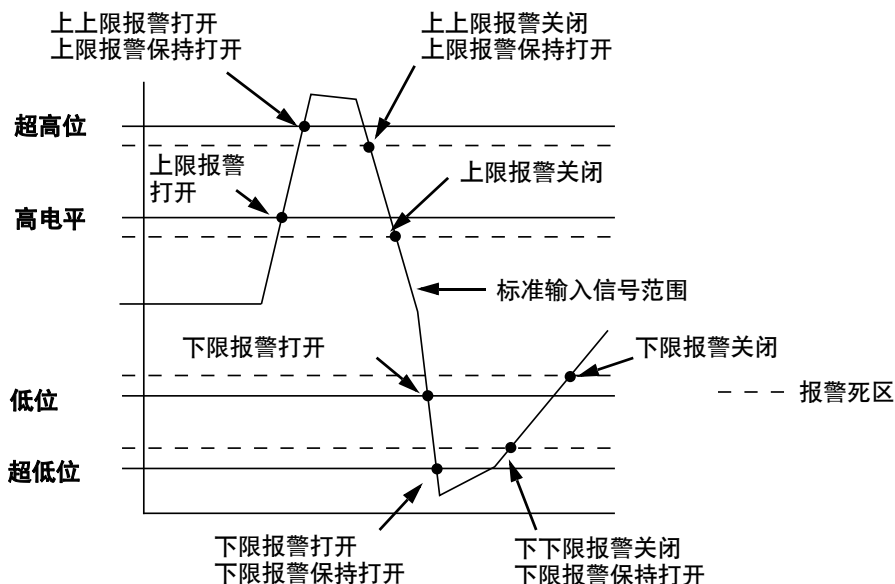 上上限报警打开
上限报警保持打开
上上限报警关闭
上限报警保持打开
超高位
上限报警
打开
上限报警关闭
高电平
标准输入信号范围
下限报警打开
下限报警关闭
低位
报警死区
超低位
下限报警打开
下限报警保持打开
下下限报警关闭
下限报警保持打开